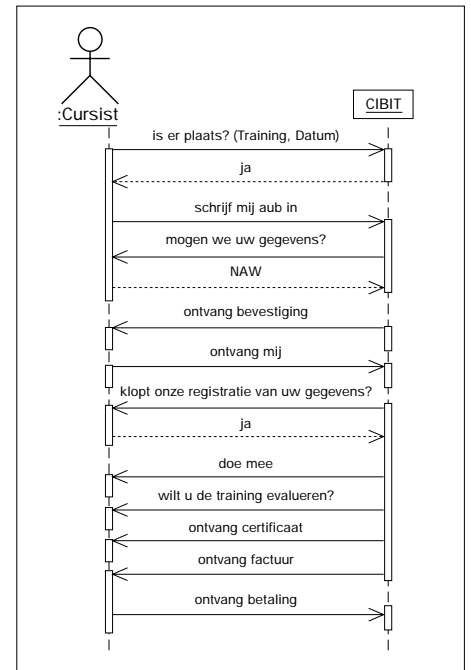 :Cursist
CIBIT
is er plaats? (Training, Datum)
ja
schrijf mij aub in
mogen we uw gegevens?
NAW
ontvang bevestiging
ontvang mij
klopt onze registratie van uw gegevens?
ja
doe mee
wilt u de training evalueren?
ontvang certificaat
ontvang factuur
ontvang betaling